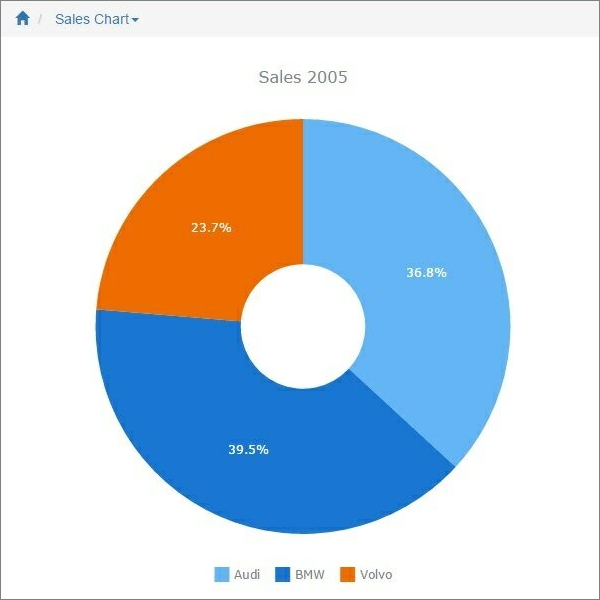 / Sales Chart
Sales 2005
23.7%
36.8%
39.5%
Audi BMW Volvo